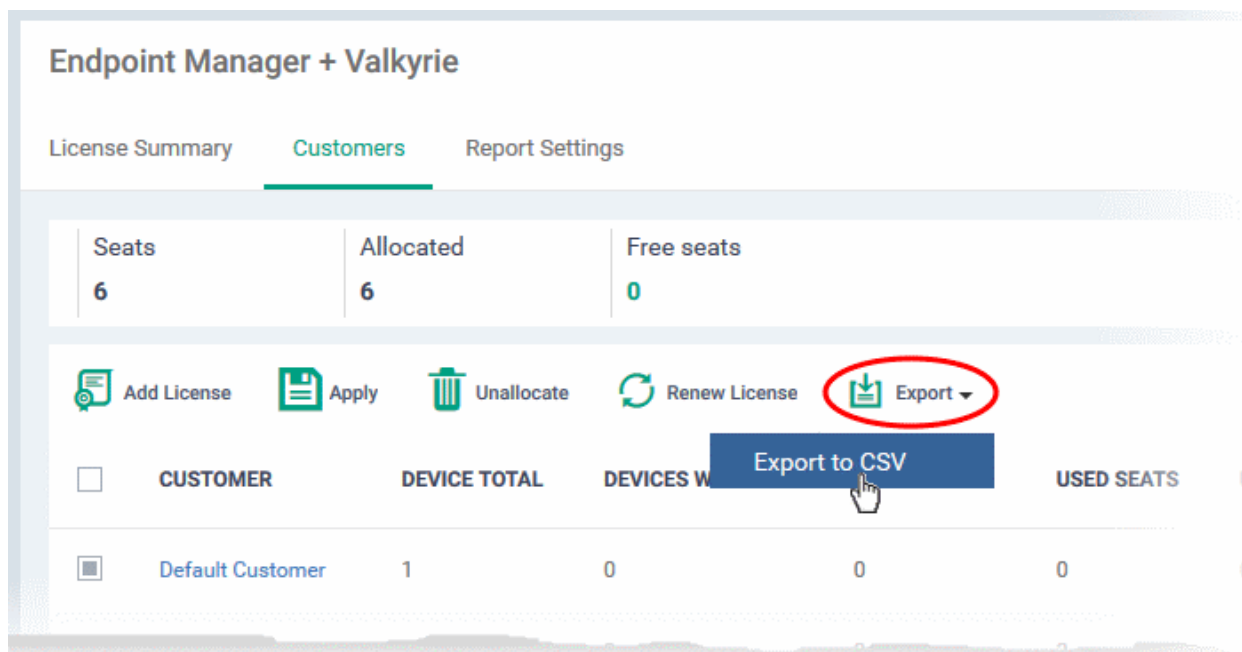 Endpoint Manager + Valkyrie
License Summary Customers Report Settings
Seats Allocated Free seats
6 6 0
Add License Apply Unallocate Renew License Export
Export to CSV
CUSTOMER DEVICE TOTAL DEVICES W USED SEATS
Default Customer 1 0 0 0